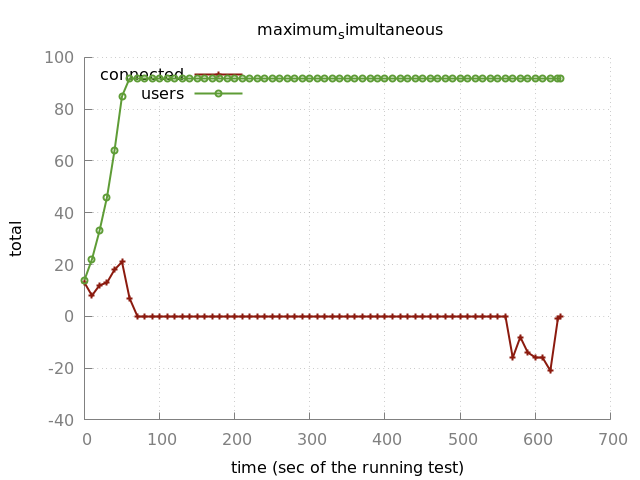 maximum_simultaneous
100
80
60
40
20
0
-20
-40
total
connected
users
0 100 200 300 400 500 600 700
time (sec of the running test)